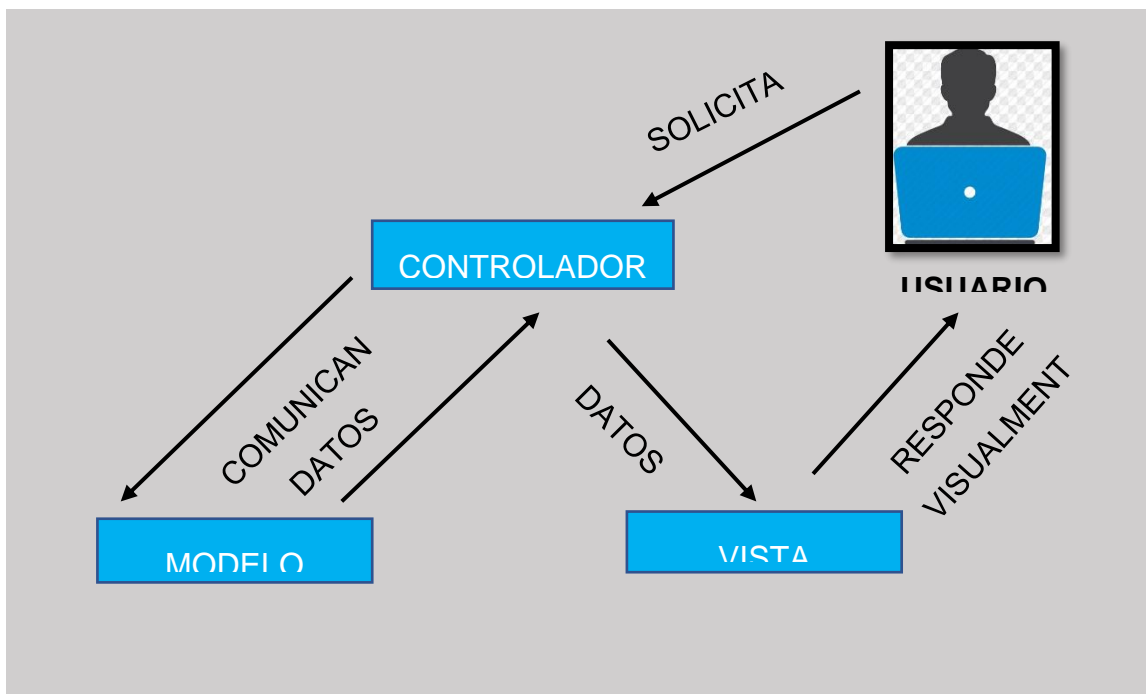 SOLICITA
CONTROLADOR
USUARIO
COMUNICAN
DATOS
DATOS
RESPONDE
VISUALMENT
MODELO
VISTA